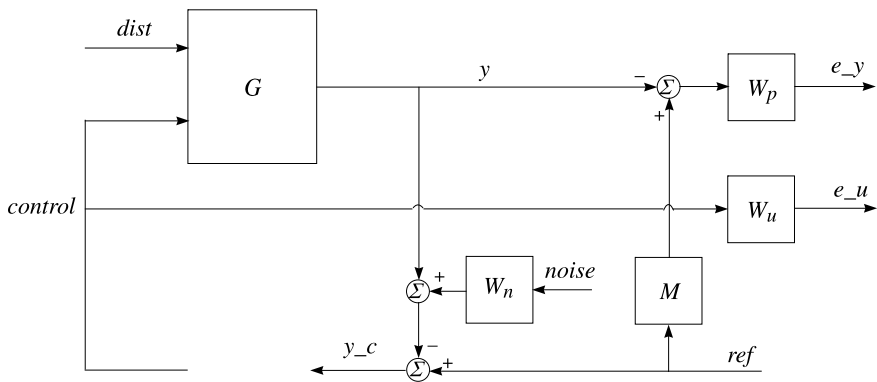 dist
G
y
−
Σ
+
W_p
e_y
control
W_u
e_u
Σ
+
W_n
noise
M
y_c
−
Σ
+
ref